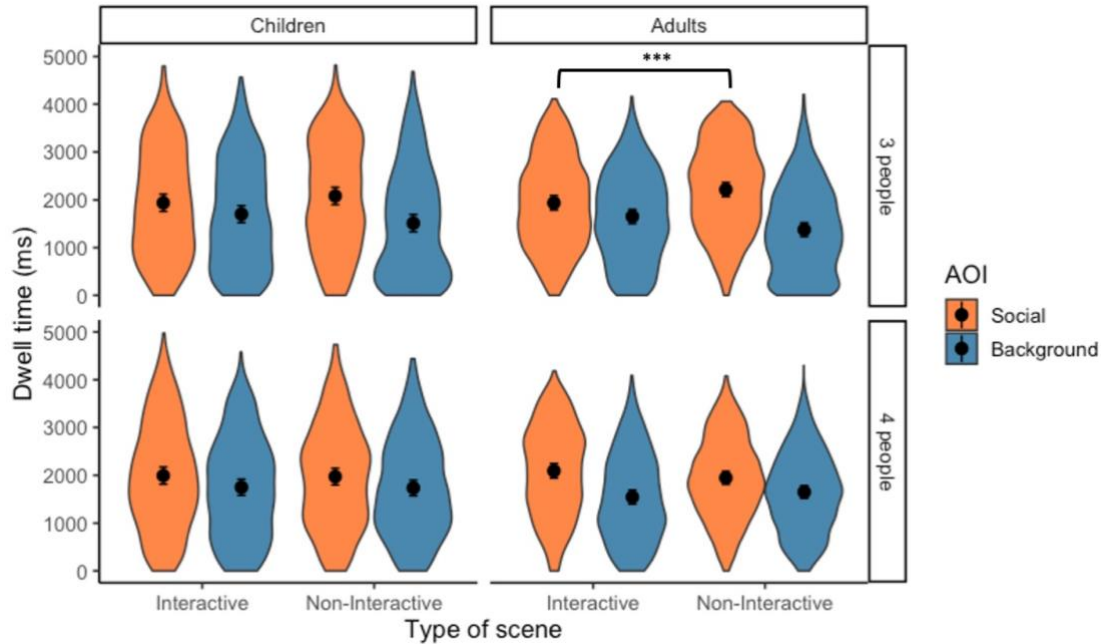 Children
Adults
Dwell time (ms)
5000
4000
3000
2000
1000
0
***
3 people
5000
4000
3000
2000
1000
0
4 people
Interactive
Non-Interactive
Interactive
Non-Interactive
Type of scene
AOI
Social
Background